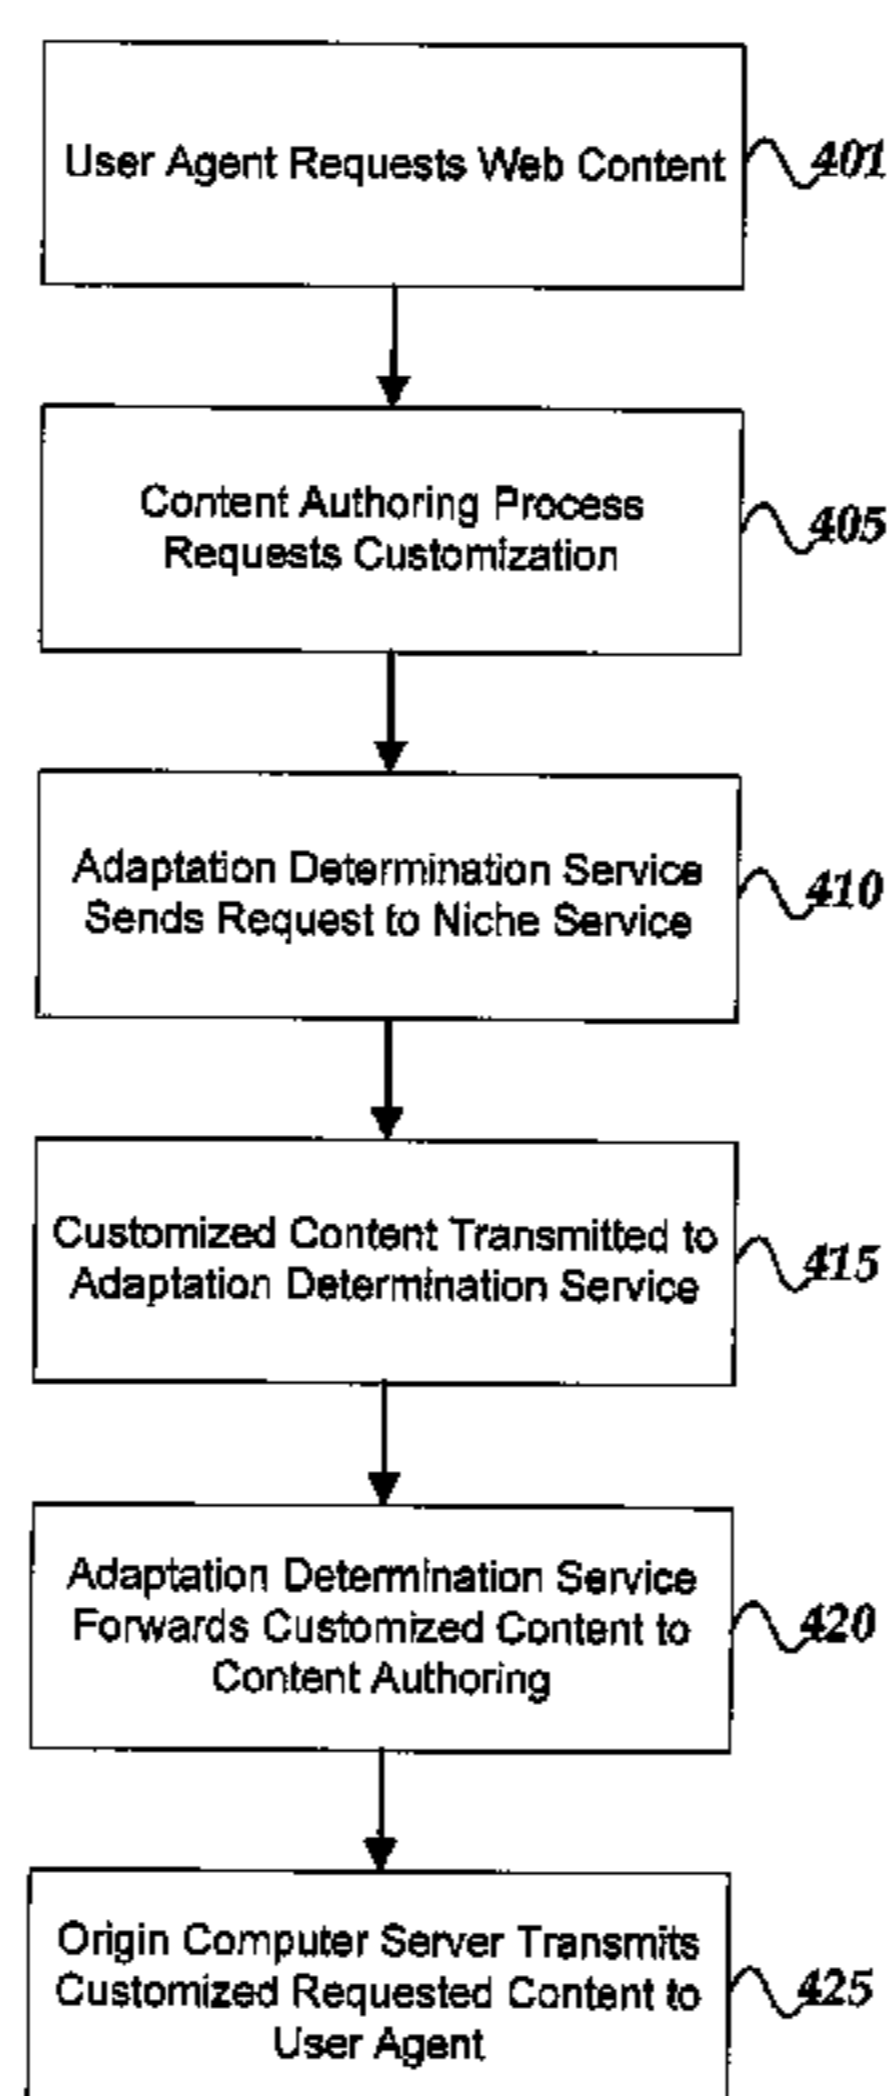 User Agent Requests Web Content
401
Content Authoring Process
Requests Customization
405
Adaptation Determination Service
Sends Request to Niche Service
410
Customized Content Transmitted to
Adaptation Determination Service
415
Adaptation Determination Service
Forwards Customized Content to
Content Authoring
420
Origin Computer Server Transmits
Customized Requested Content to
User Agent
425